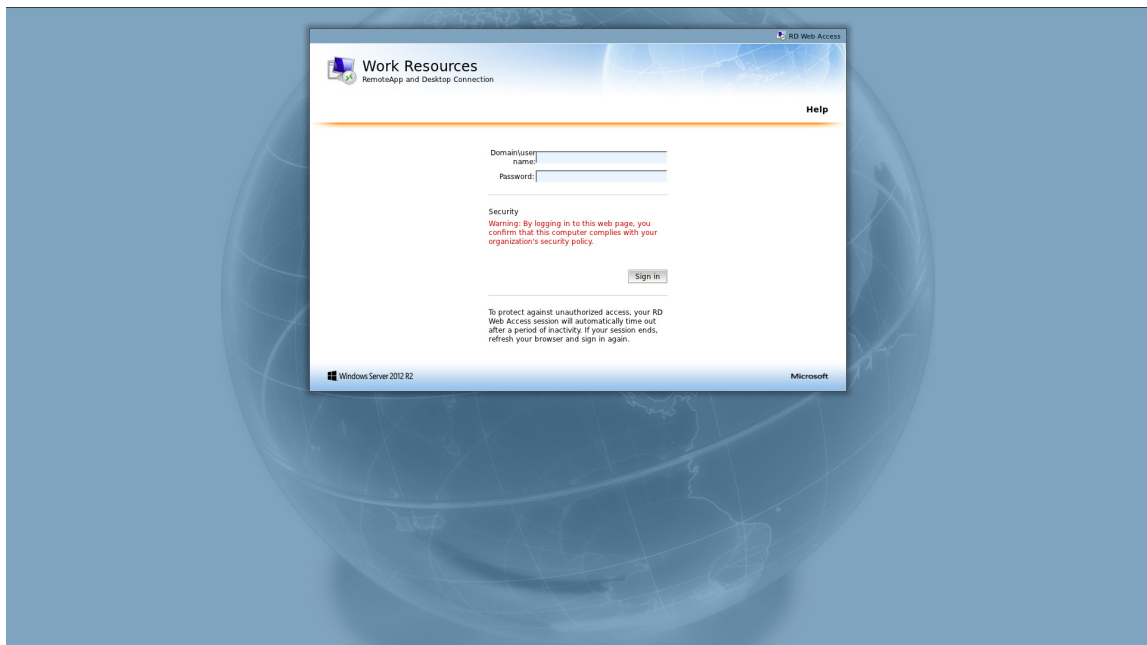 RD Web Access
Work Resources
RemoteApp and Desktop Connection
Help
Domain\user
name:
Password:
Security
Warning: By logging in to this web page, you
confirm that this computer complies with your
organization's security policy.
Sign in
To protect against unauthorized access, your RD
Web Access session will automatically time out
after a period of inactivity. If your session ends,
refresh your browser and sign in again.
Windows Server 2012 R2
Microsoft